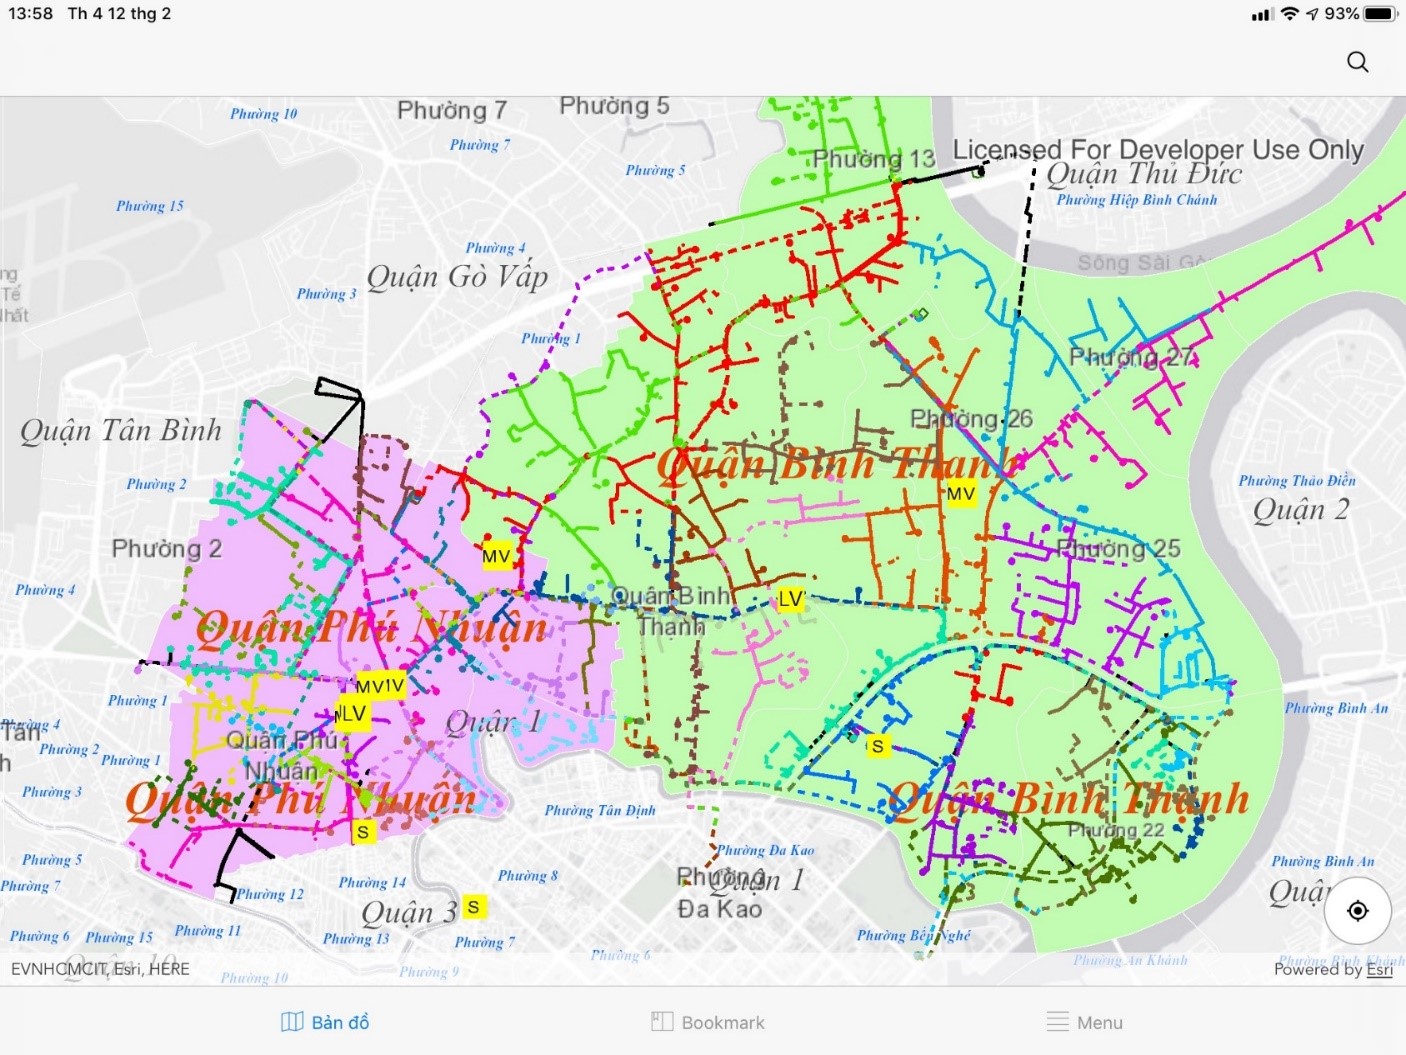 13:58 Th 4 12 thg 2
93%
Phường 10
Phường 7
Phường 5
Phường 7
Phường 5
Phường 13
Licensed For Developer Use Only
Quận Thủ Đức
Phường Hiệp Bình Chánh
Phường 15
Phường 4
Quận Gò Vấp
Sông Sài Gò
Phường 3
Phường 1
Phường 27
Quận Tân Bình
Phường 26
Quận Bình Thạnh
Phường 2
MV
Phường Thảo Điền
Quận 2
Phường 2
MV
Phường 25
Phường 4
Quận Bình
Thạnh
LV
Quận Phú Nhuận
MV
LV
Phường 1
Quận 1
Phường Bình An
Phường 2
Phường 1
Quận Phú
Nhuận
S
Phường 3
Quận Phú Nhuận
Phường Tân Định
Quận Bình Thạnh
S
Phường 22
Phường Đa Kao
Phường 5
Phường Bình An
Phường 7
Phường 12
Phường 14
Phường 8
Phường
Quận 1
Đa Kao
Quận 3
S
Phường 6
Phường 15
Phường 11
Phường 13
Phường 7
Phường 6
Phường Bến Nghé
Phường An Khánh
Phường Bình Khánh
EVNHCMCIT, Esri, HERE
Quận 10
Phường 10
Phường 9
Powered by Esri
Bản đồ
Bookmark
Menu